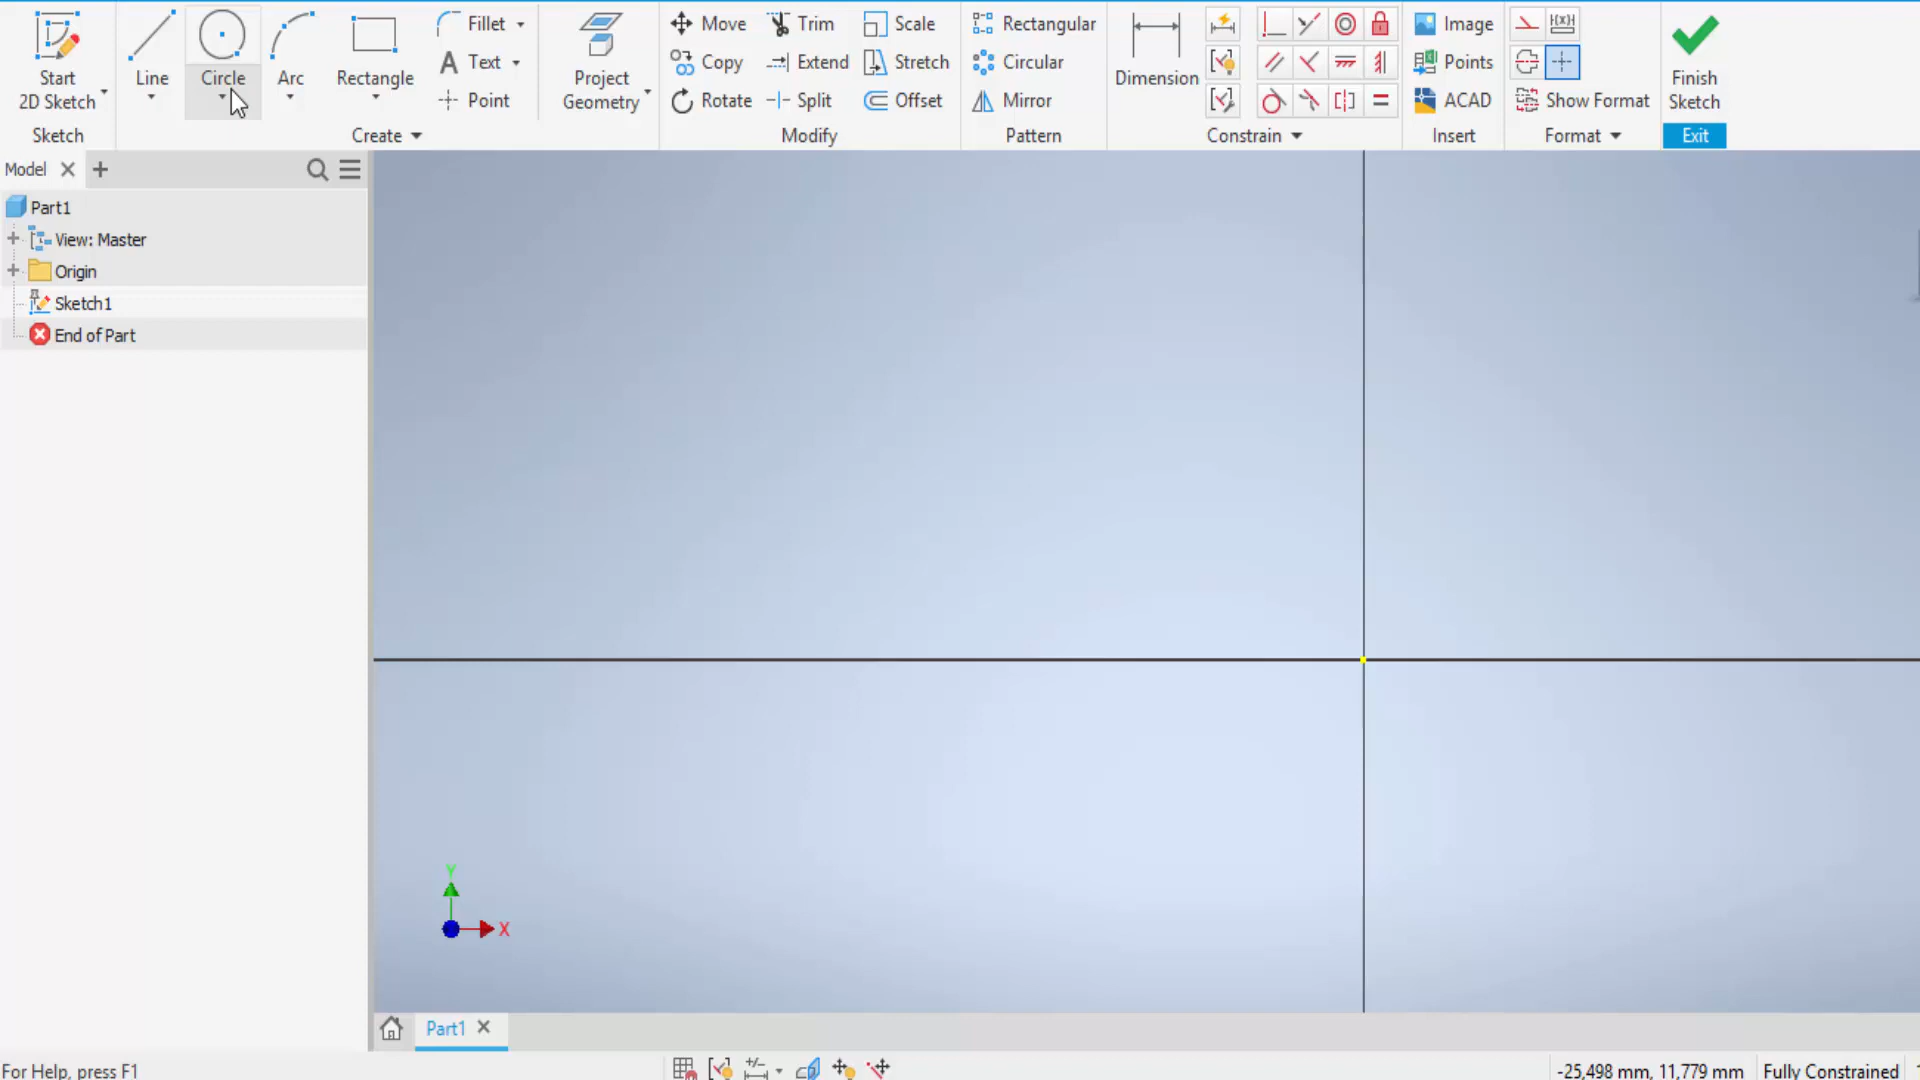 Start
2D Sketch
Sketch
Line
Circle
Arc
Rectangle
Fillet
Text
Point
Create
Project
Geometry
Move
Copy
Rotate
Trim
Extend
Split
Scale
Stretch
Offset
Modify
Rectangular
Circular
Mirror
Pattern
Dimension
Constrain
Image
Points
ACAD
Insert
Show Format
Format
Finish
Sketch
Exit
Model
Part1
View: Master
Origin
Sketch1
End of Part
Y
X
Part1
For Help, press F1
-25,498 mm, 11,779 mm
Fully Constrained